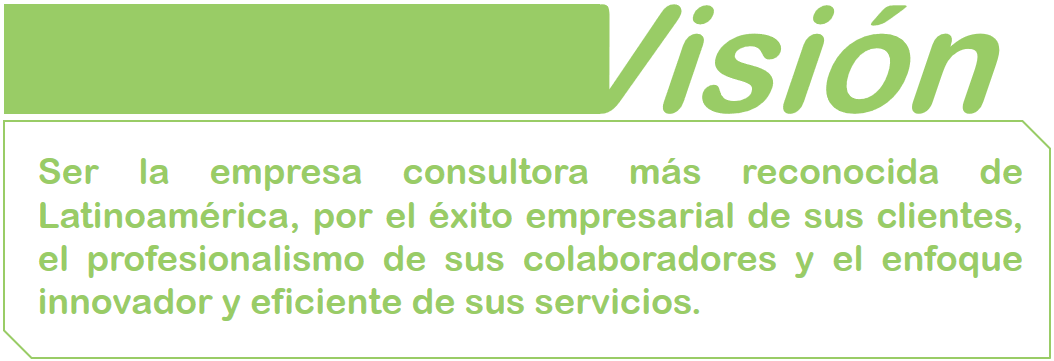 Visión
Ser la empresa consultora más reconocida de
Latinoamérica, por el éxito empresarial de sus clientes,
el profesionalismo de sus colaboradores y el enfoque
innovador y eficiente de sus servicios.